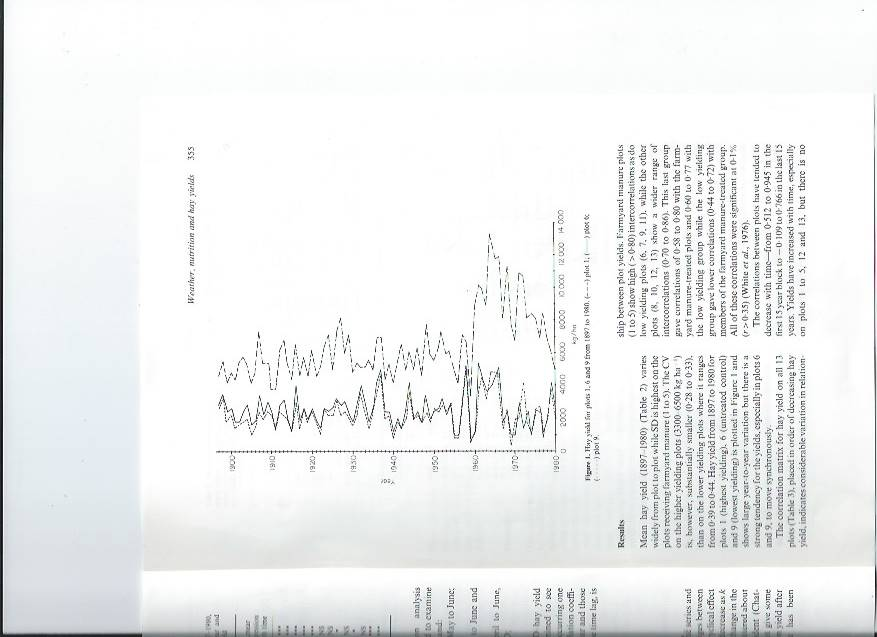 Weather, nutrition and hay yields 355
1900
1910
1920
1930
1940
1950
1960
1970
1980
Year
0 2000 4000 6000 8000 10 000 12 000 14 000
kg/ha
Figure 1. Hay yield for plots 1, 6 and 9 from 1897 to 1980. (– –) plot 1; ( ) plot 6;
( ) plot 9.
Results
Mean hay yield (1897–1980) (Table 2) varies
widely from plot to plot while SD is highest on the
plots receiving farmyard manure (1 to 5). The CV
on the higher yielding plots (3300–6500 kg ha⁻¹)
is, however, substantially smaller (0·28 to 0·33),
than on the lower yielding plots where it ranges
from 0·39 to 0·44. Hay yield from 1897 to 1980 for
plots 1 (highest yielding), 6 (untreated control)
and 9 (lowest yielding) is plotted in Figure 1 and
shows large year-to-year variation but there is a
strong tendency for the yields, especially in plots 6
and 9, to move synchronously.
The correlation matrix for hay yield on all 13
plots (Table 3), placed in order of decreasing hay
yield, indicates considerable variation in relation-
ship between plot yields. Farmyard manure plots
(1 to 5) show high (>0·80) intercorrelations as do
low yielding plots (6, 7, 9, 11), while the other
plots (8, 10, 12, 13) show a wider range of
intercorrelations (0·70 to 0·86). This last group
gave correlations of 0·58 to 0·80 with the farm-
yard manure-treated plots and 0·60 to 0·77 with
the low yielding group while the low yielding
group gave lower correlations (0·44 to 0·72) with
members of the farmyard manure-treated group.
All of these correlations were significant at 0·1%
(r>0·35) (White et al., 1976).
The correlations between plots have tended to
decrease with time—from 0·512 to 0·945 in the
first 15 year block to −0·109 to 0·766 in the last 15
years. Yields have increased with time, especially
on plots 1 to 5, 12 and 13, but there is no
analysis
to examine
May to June;
June and
to June,
hay yield
ned to see
curring one
tion coeffi-
and those
time lag, is
series and
between
dical effect
crease as k
nge in the
ered about
ent (Chat-
give some
yield after
has been